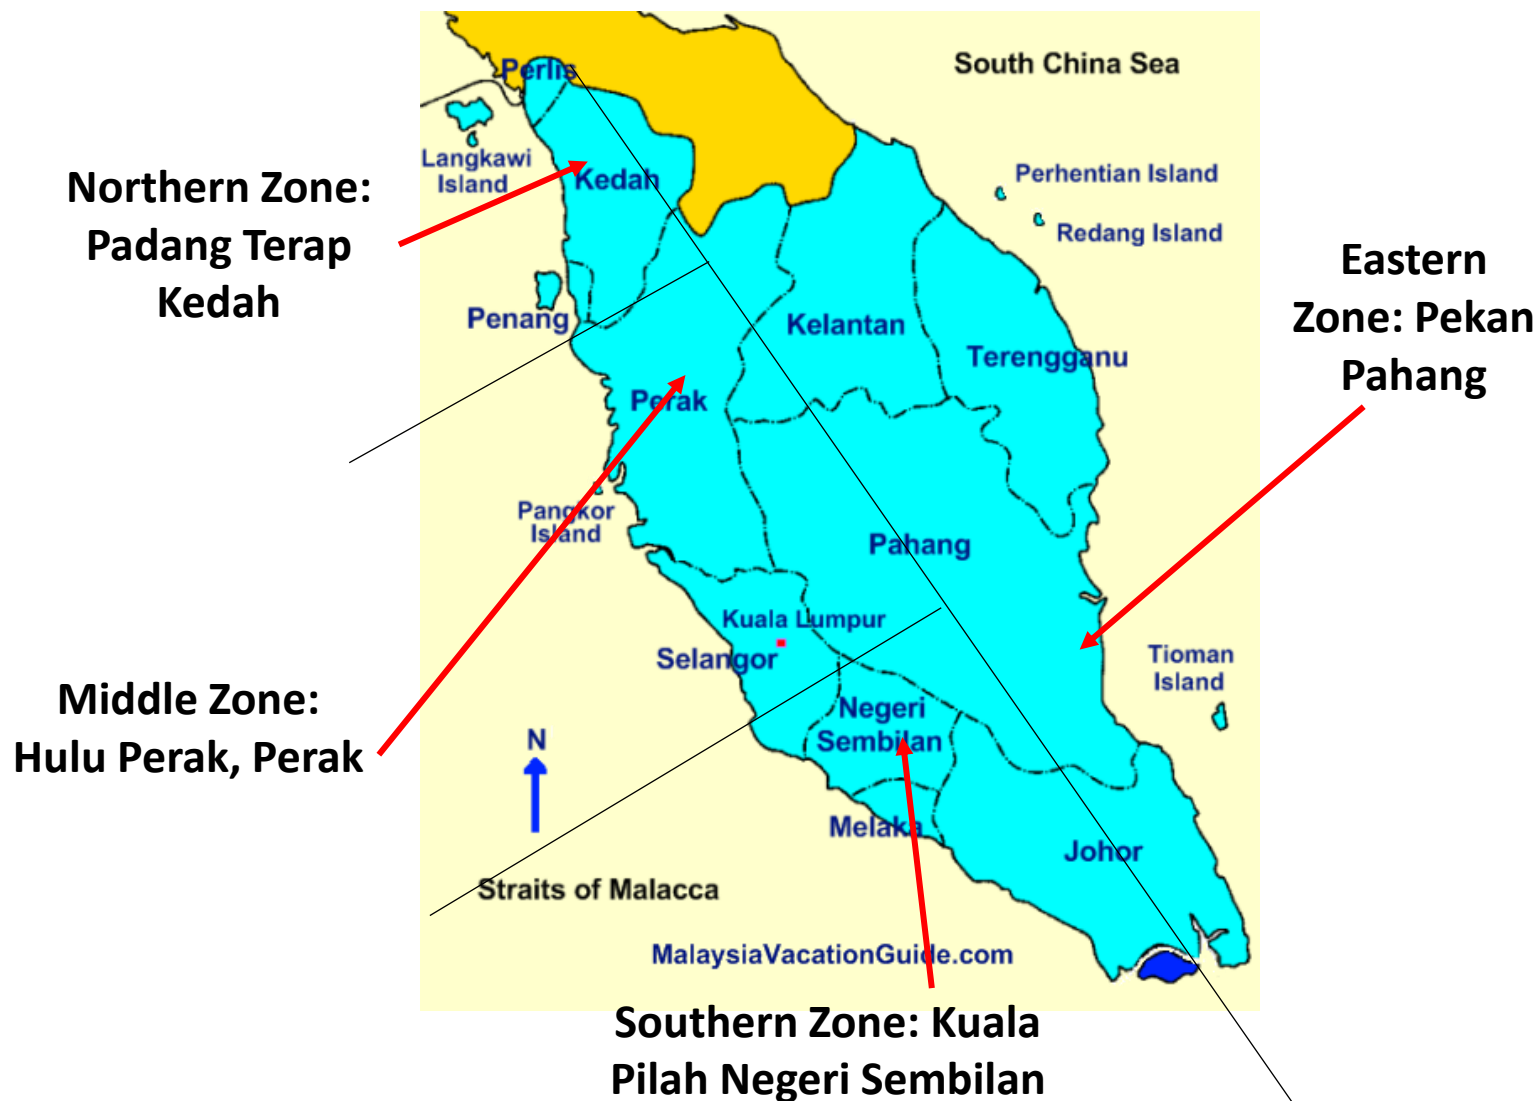 South China Sea
Perlis
Langkawi
Island
Kedah
Perhentian Island
Redang Island
Northern Zone:
Padang Terap
Kedah
Eastern
Zone: Pekan
Pahang
Penang
Kelantan
Terengganu
Perak
Pangkor
Island
Pahang
Kuala Lumpur
Selangor
Tioman
Island
Middle Zone:
Hulu Perak, Perak
Negeri
Sembilan
N
Melaka
Johor
Straits of Malacca
MalaysiaVacationGuide.com
Southern Zone: Kuala
Pilah Negeri Sembilan